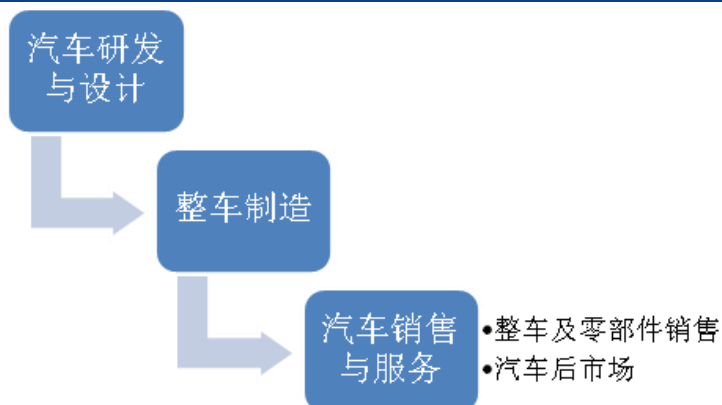 汽车研发
与设计
整车制造
汽车销售
与服务
•整车及零部件销售
•汽车后市场